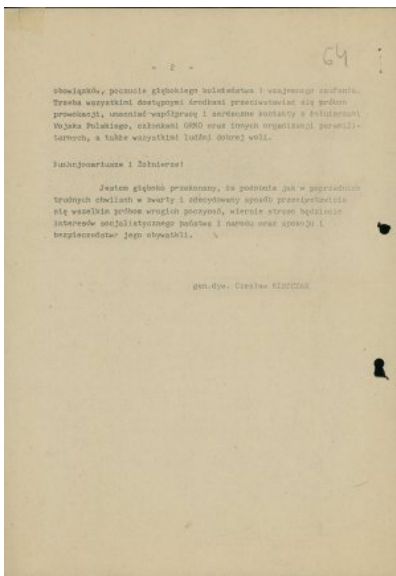 64
- 2 -
obowiązków, poczucie głębokiego koleżeństwa i wzajemnego zaufania.
Trzeba wszystkimi dostępnymi środkami przeciwstawiać się próbom
prowokacji, umacniać współpracę i serdeczne kontakty z żołnierzami
Wojska Polskiego, członkami ORMO oraz innych organizacji paramili-
tarnych, a także wszystkimi ludźmi dobrej woli.
Funkcjonariusze i Żołnierze!
Jestem głęboko przekonany, że podobnie jak w poprzednich
trudnych chwilach w zwarty i zdecydowany sposób przeciwstawicie
się wszelkim próbom wrogich poczynań, wiernie strzec będziecie
interesów socjalistycznego państwa i narodu oraz spokoju i
bezpieczeństwa jego obywateli.
gen.dyw. Czesław KISZCZAK